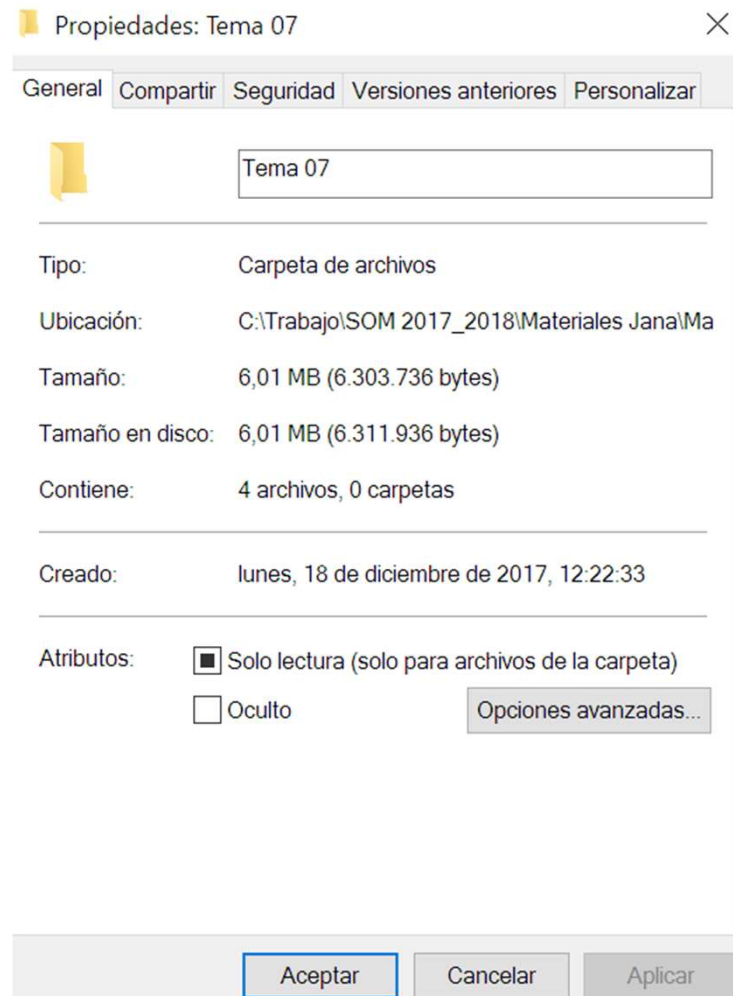 Propiedades: Tema 07
General Compartir Seguridad Versiones anteriores Personalizar
Tema 07
Tipo: Carpeta de archivos
Ubicación: C:\Trabajo\SOM 2017_2018\Materiales Jana\Ma
Tamaño: 6,01 MB (6.303.736 bytes)
Tamaño en disco: 6,01 MB (6.311.936 bytes)
Contiene: 4 archivos, 0 carpetas
Creado: lunes, 18 de diciembre de 2017, 12:22:33
Atributos: Solo lectura (solo para archivos de la carpeta)
Oculto Opciones avanzadas...
Aceptar Cancelar Aplicar